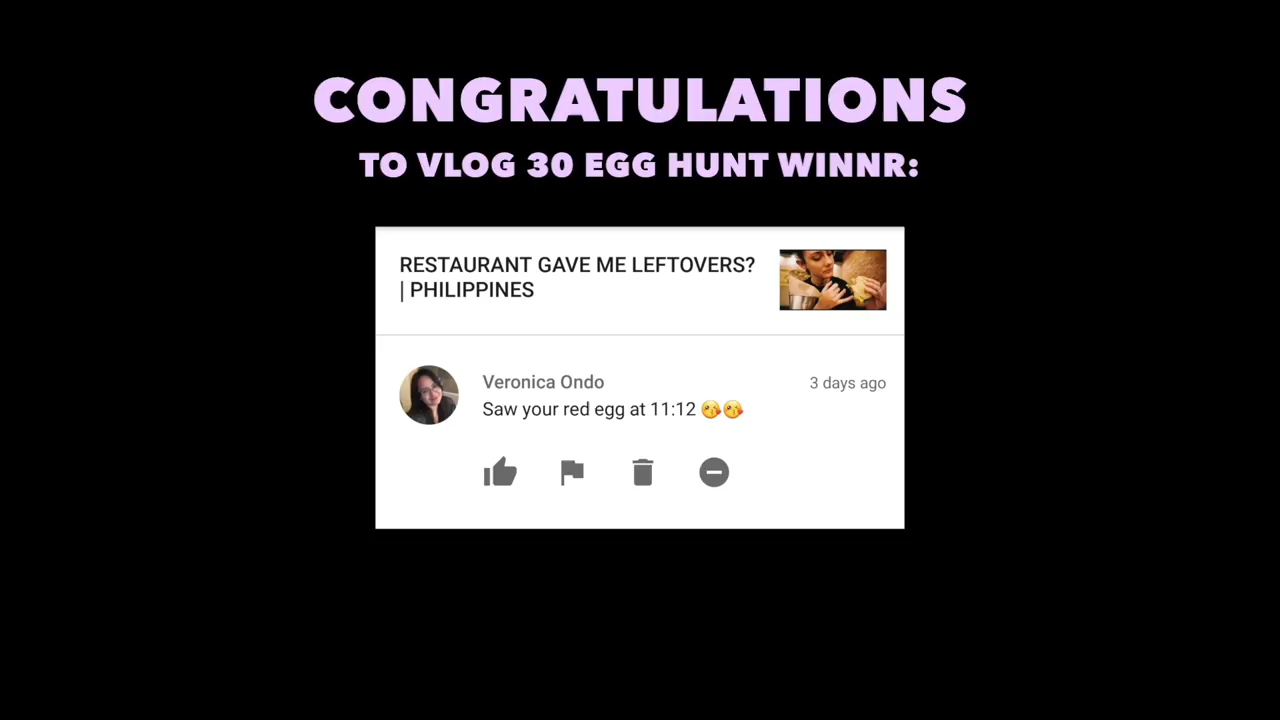 CONGRATULATIONS
TO VLOG 30 EGG HUNT WINNR:
RESTAURANT GAVE ME LEFTOVERS?
| PHILIPPINES
Veronica Ondo
3 days ago
Saw your red egg at 11:12 😘😘